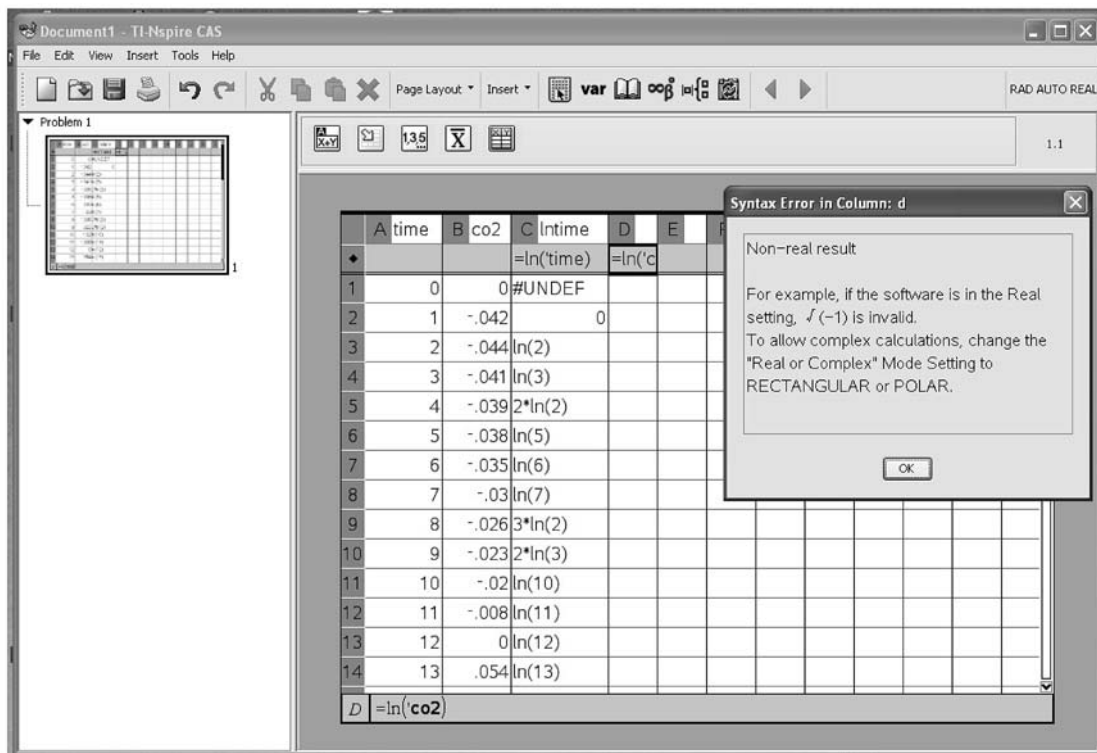 Document1 - TI-Nspire CAS
File Edit View Insert Tools Help
Page Layout Insert var ∞β RAD AUTO REAL
Problem 1
1
1.1
Syntax Error in Column: d
Non-real result
For example, if the software is in the Real
setting, √(-1) is invalid.
To allow complex calculations, change the
"Real or Complex" Mode Setting to
RECTANGULAR or POLAR.
OK
A time B co2 C lntime D E
◆ =ln('time) =ln('c
1 0 0 #UNDEF
2 1 -.042 0
3 2 -.044 ln(2)
4 3 -.041 ln(3)
5 4 -.039 2*ln(2)
6 5 -.038 ln(5)
7 6 -.035 ln(6)
8 7 -.03 ln(7)
9 8 -.026 3*ln(2)
10 9 -.023 2*ln(3)
11 10 -.02 ln(10)
12 11 -.008 ln(11)
13 12 0 ln(12)
14 13 .054 ln(13)
D =ln('co2)